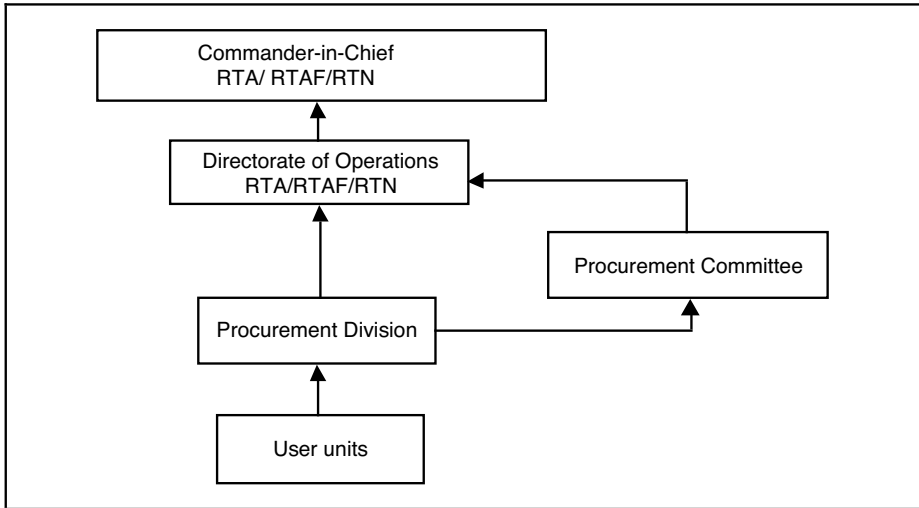 Commander-in-Chief
RTA/ RTAF/RTN
Directorate of Operations
RTA/RTAF/RTN
Procurement Committee
Procurement Division
User units